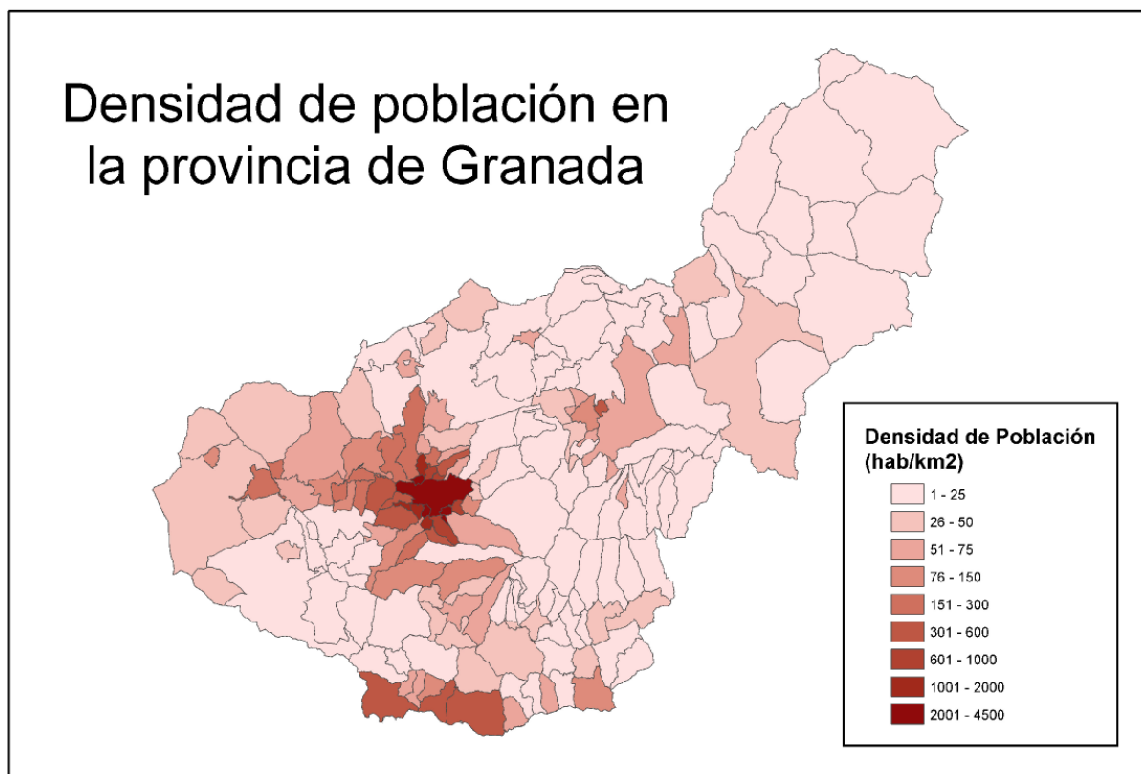 Densidad de población en
la provincia de Granada
Densidad de Población
(hab/km2)
1 - 25
26 - 50
51 - 75
76 - 150
151 - 300
301 - 600
601 - 1000
1001 - 2000
2001 - 4500